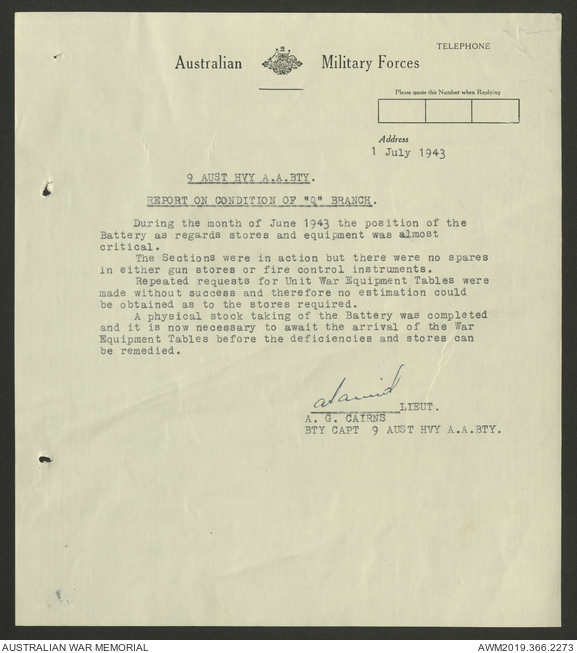 TELEPHONE
Australian Military Forces
Please quote this Number when Replying
Address
1 July 1943
9 AUST HVY A.A.BTY.
REPORT ON CONDITION OF "Q" BRANCH.
During the month of June 1943 the position of the
Battery as regards stores and equipment was almost
critical.
The Sections were in action but there were no spares
in either gun stores or fire control instruments.
Repeated requests for Unit War Equipment Tables were
made without success and therefore no estimation could
be obtained as to the stores required.
A physical stock taking of the Battery was completed
and it is now necessary to await the arrival of the War
Equipment Tables before the deficiencies and stores can
be remedied.
LIEUT.
A. G. CAIRNS
BTY CAPT 9 AUST HVY A.A.BTY.
AUSTRALIAN WAR MEMORIAL
AWM2019.366.2273